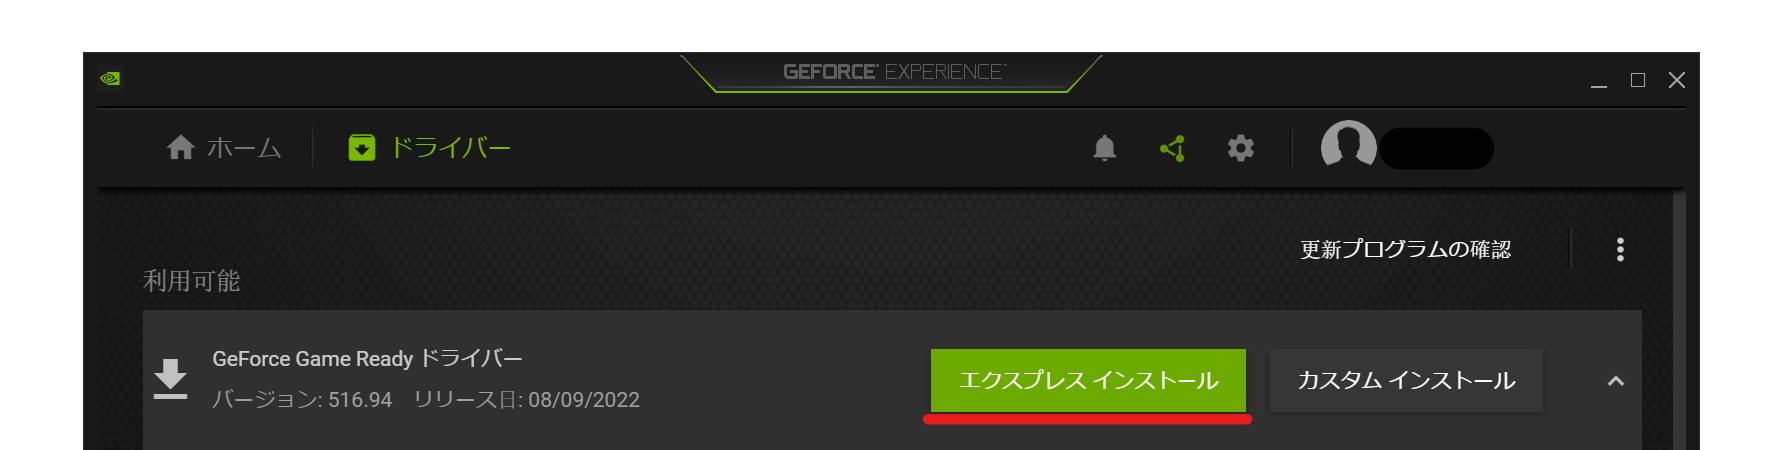 GEFORCE EXPERIENCE
ホーム ドライバー
更新プログラムの確認
利用可能
GeForce Game Ready ドライバー
バージョン: 516.94 リリース日: 08/09/2022
エクスプレス インストール カスタム インストール